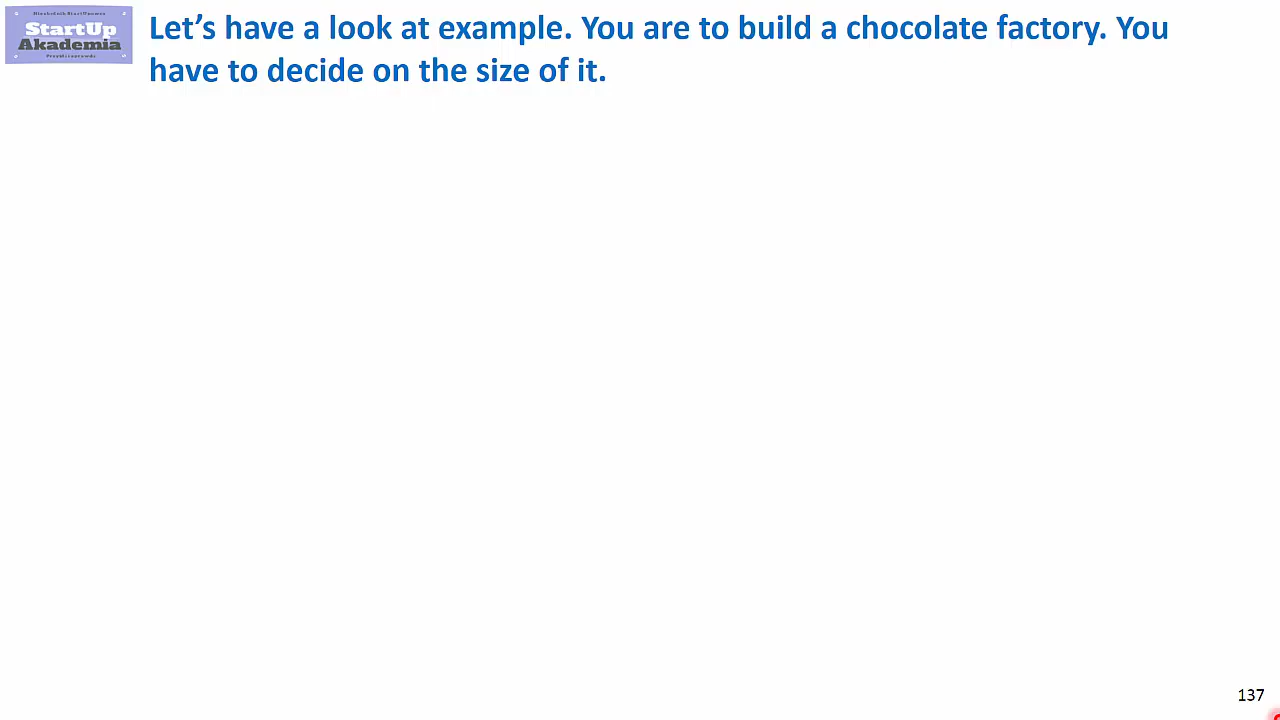 StartUp
Akademia
Let's have a look at example. You are to build a chocolate factory. You
have to decide on the size of it.
137